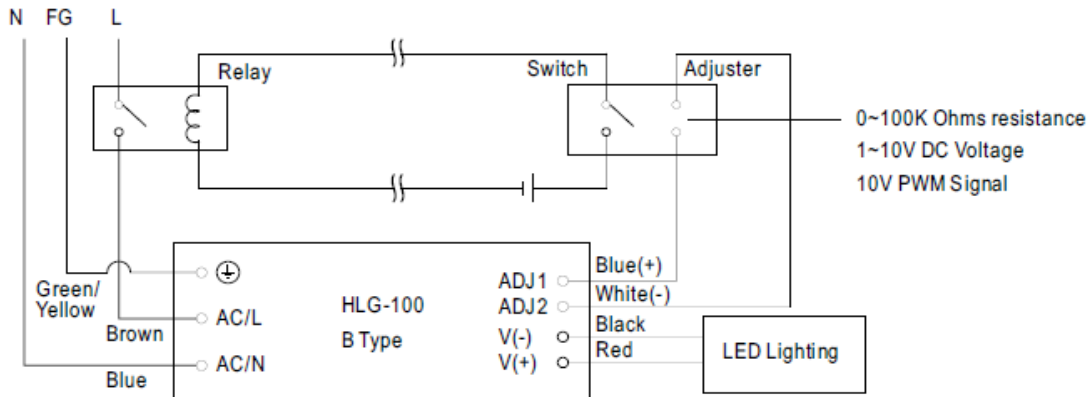 N FG L
Relay
Switch
Adjuster
0~100K Ohms resistance
1~10V DC Voltage
10V PWM Signal
Green/
Yellow
Brown
Blue
AC/L
AC/N
HLG-100
B Type
ADJ1
ADJ2
V(-)
V(+)
Blue(+)
White(-)
Black
Red
LED Lighting